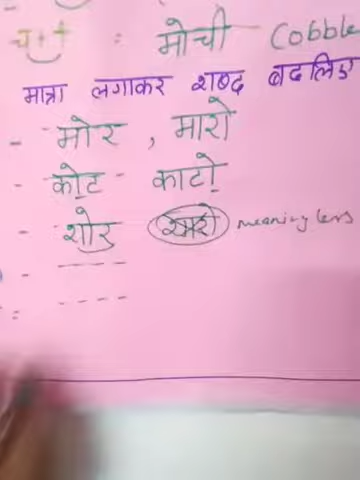 च + ी : मोची Cobble
मात्रा लगाकर शब्द बदलिए
- मोर , मारो
- कोट - काटो
- शोर शारो meaningless
- ----
= ----